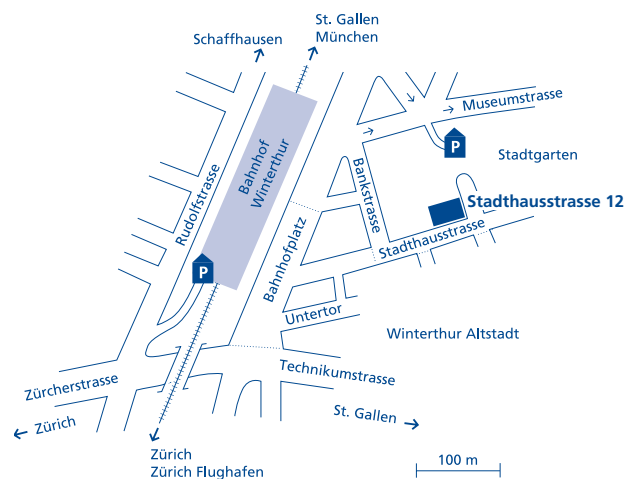 St. Gallen
München
Schaffhausen
Museumstrasse
P
Stadtgarten
Bahnhof
Winterthur
Rudolfstrasse
Bankstrasse
Stadthausstrasse 12
Stadthausstrasse
Bahnhofplatz
P
Untertor
Winterthur Altstadt
Technikumstrasse
Zürcherstrasse
Zürich
St. Gallen
Zürich
Zürich Flughafen
100 m